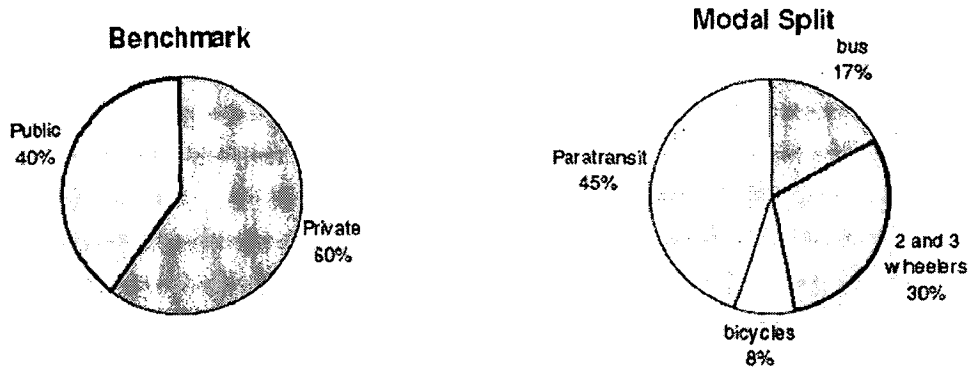 Benchmark
Public
40%
Private
60%
Modal Split
bus
17%
Paratransit
45%
2 and 3
wheelers
30%
bicycles
8%